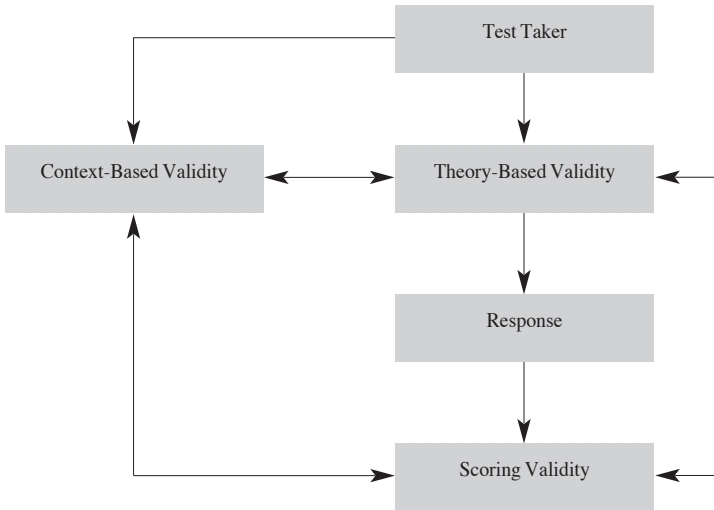 Test Taker
Context-Based Validity
Theory-Based Validity
Response
Scoring Validity